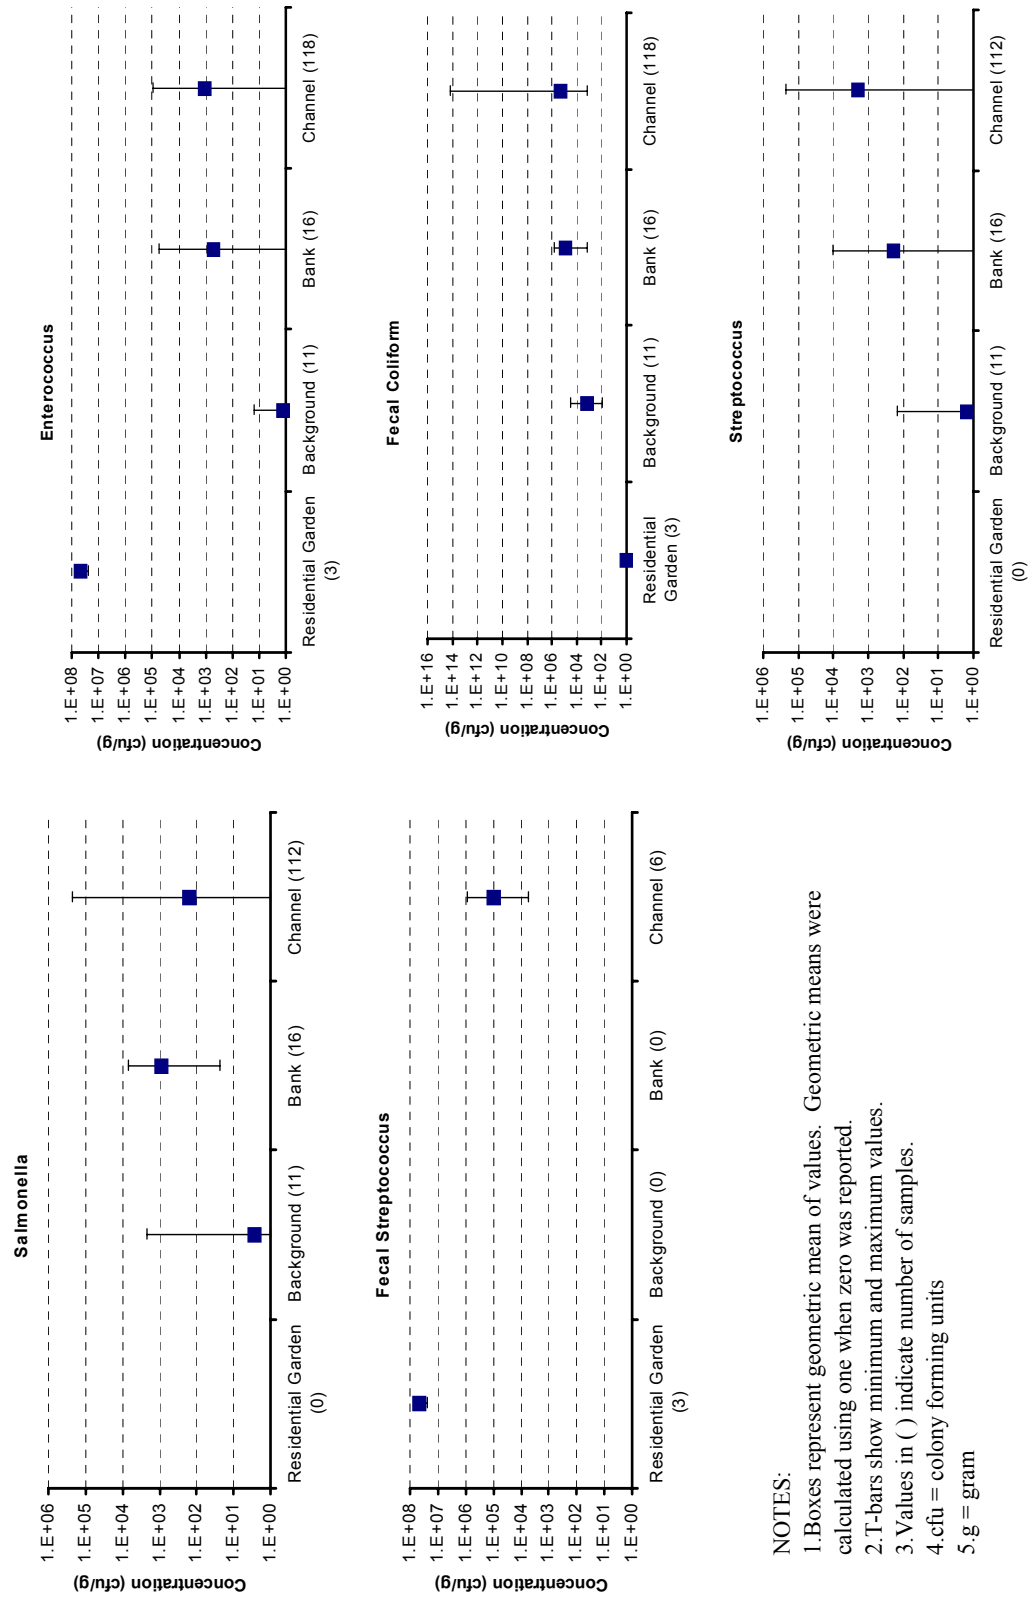 Salmonella
Concentration (cfu/g)
1.E+06
1.E+05
1.E+04
1.E+03
1.E+02
1.E+01
1.E+00
Residential Garden
(0)
Background (11)
Bank (16)
Channel (112)
Enterococcus
Concentration (cfu/g)
1.E+08
1.E+07
1.E+06
1.E+05
1.E+04
1.E+03
1.E+02
1.E+01
1.E+00
Residential Garden
(3)
Background (11)
Bank (16)
Channel (118)
Fecal Streptococcus
Concentration (cfu/g)
1.E+08
1.E+07
1.E+06
1.E+05
1.E+04
1.E+03
1.E+02
1.E+01
1.E+00
Residential Garden
(3)
Background (0)
Bank (0)
Channel (6)
Fecal Coliform
Concentration (cfu/g)
1.E+16
1.E+14
1.E+12
1.E+10
1.E+08
1.E+06
1.E+04
1.E+02
1.E+00
Residential
Garden (3)
Background (11)
Bank (16)
Channel (118)
Streptococcus
Concentration (cfu/g)
1.E+06
1.E+05
1.E+04
1.E+03
1.E+02
1.E+01
1.E+00
Residential Garden
(0)
Background (11)
Bank (16)
Channel (112)
NOTES:
1.Boxes represent geometric mean of values. Geometric means were
calculated using one when zero was reported.
2.T-bars show minimum and maximum values.
3.Values in ( ) indicate number of samples.
4.cfu = colony forming units
5.g = gram